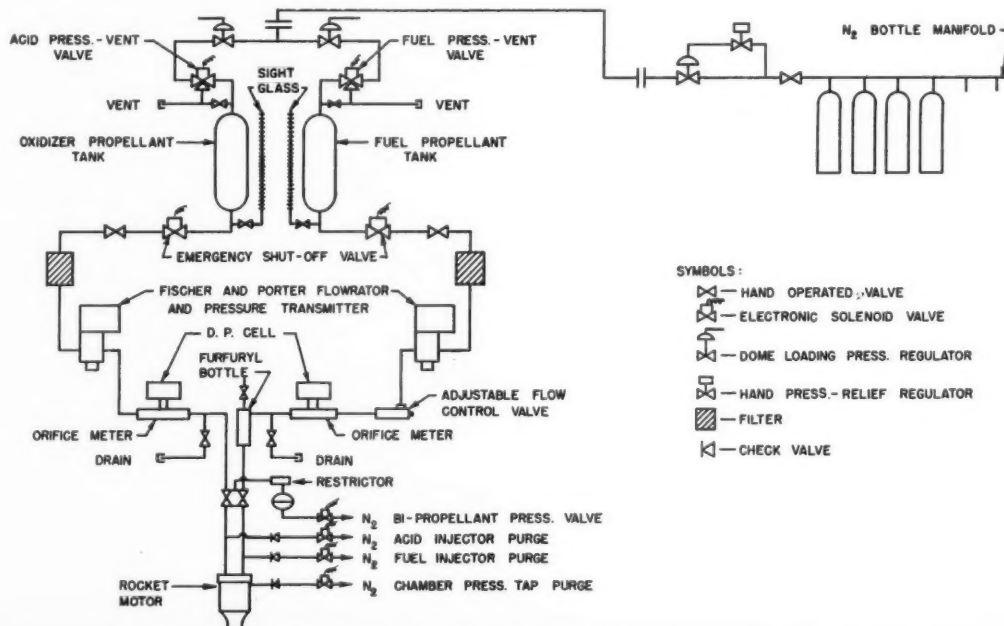 N₂ BOTTLE MANIFOLD
ACID PRESS.-VENT
VALVE
FUEL PRESS.-VENT
VALVE
SIGHT
GLASS
VENT
VENT
OXIDIZER PROPELLANT
TANK
FUEL PROPELLANT
TANK
EMERGENCY SHUT-OFF VALVE
FISCHER AND PORTER FLOWRATOR
AND PRESSURE TRANSMITTER
D. P. CELL
FURFURYL
BOTTLE
ADJUSTABLE FLOW
CONTROL VALVE
ORIFICE METER
ORIFICE METER
DRAIN
DRAIN
RESTRICTOR
N₂ BI-PROPELLANT PRESS. VALVE
N₂ ACID INJECTOR PURGE
N₂ FUEL INJECTOR PURGE
N₂ CHAMBER PRESS. TAP PURGE
ROCKET
MOTOR
SYMBOLS:
HAND OPERATED VALVE
ELECTRONIC SOLENOID VALVE
DOME LOADING PRESS. REGULATOR
HAND PRESS.-RELIEF REGULATOR
FILTER
CHECK VALVE